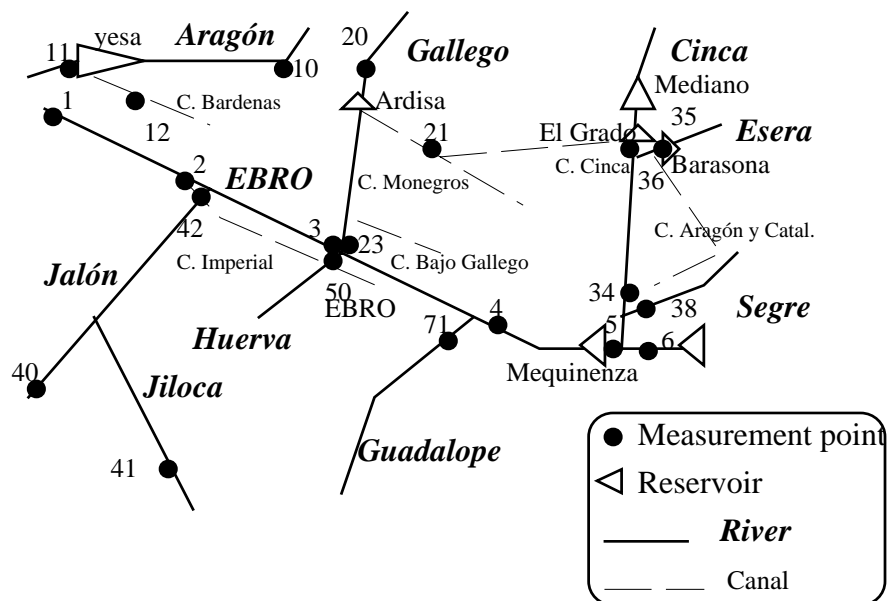 20
yesa
Aragón
Gallego
Cinca
11
10
Mediano
1
C. Bardenas
Ardisa
35
12
21
El Grado
Esera
C. Cinca
Barasona
2
EBRO
C. Monegros
36
42
3
23
C. Aragón y Catal.
C. Imperial
C. Bajo Gallego
Jalón
50
34
EBRO
4
38
Segre
Huerva
71
5
6
40
Jiloca
Mequinenza
Guadalope
41
Measurement point
Reservoir
River
Canal